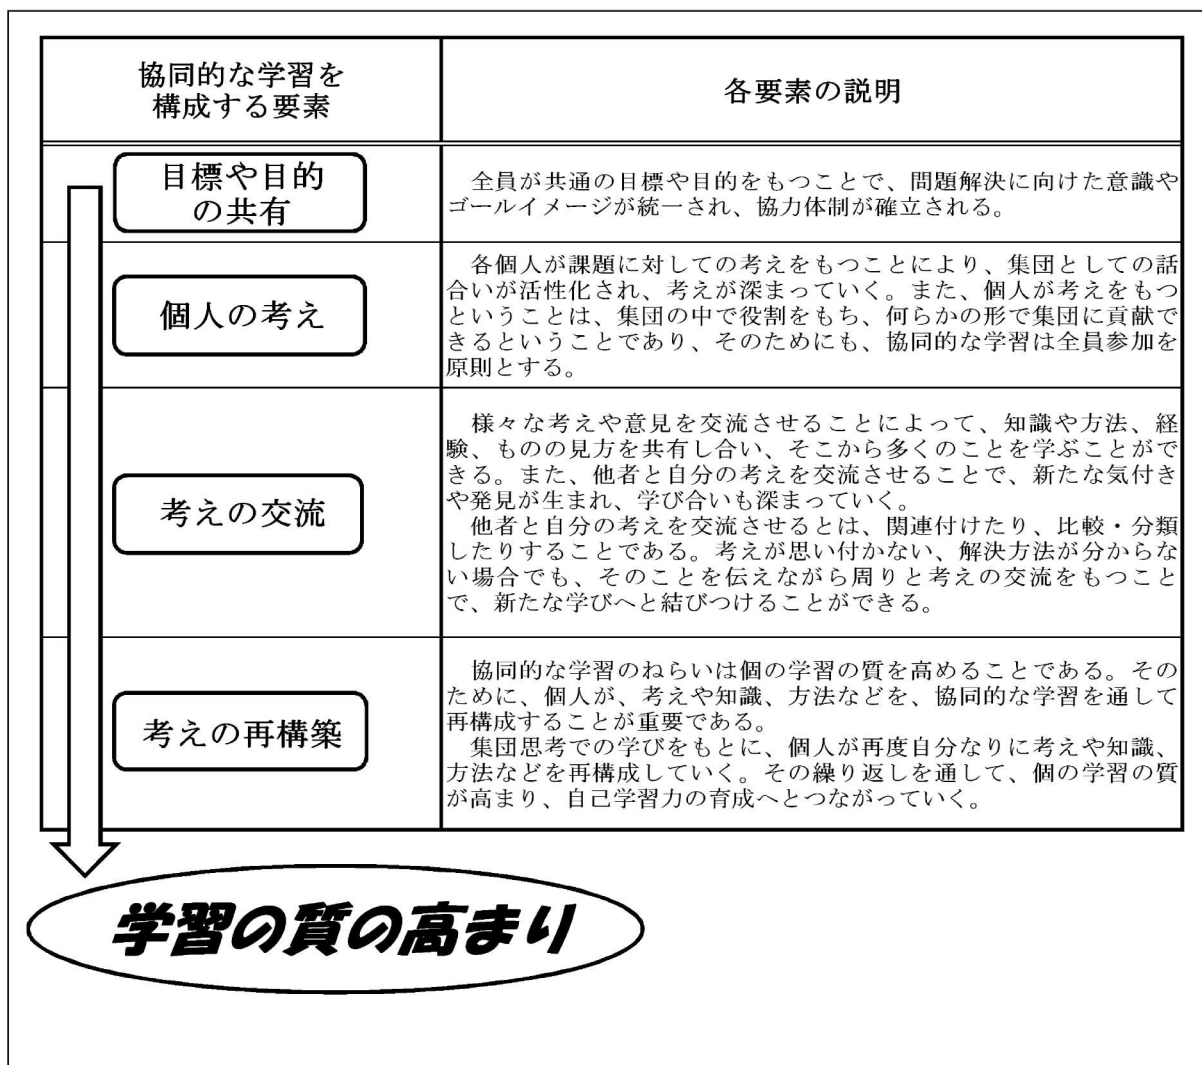 協同的な学習を
構成する要素
各要素の説明
目標や目的
の共有
　全員が共通の目標や目的をもつことで、問題解決に向けた意識や
ゴールイメージが統一され、協力体制が確立される。
個人の考え
　各個人が課題に対しての考えをもつことにより、集団としての話
合いが活性化され、考えが深まっていく。また、個人が考えをもつ
ということは、集団の中で役割をもち、何らかの形で集団に貢献で
きるということであり、そのためにも、協同的な学習は全員参加を
原則とする。
考えの交流
　様々な考えや意見を交流させることによって、知識や方法、経
験、ものの見方を共有し合い、そこから多くのことを学ぶことがで
きる。また、他者と自分の考えを交流させることで、新たな気付き
や発見が生まれ、学び合いも深まっていく。
　他者と自分の考えを交流させるとは、関連付けたり、比較・分類
したりすることである。考えが思い付かない、解決方法が分からな
い場合でも、そのことを伝えながら周りと考えの交流をもつこと
で、新たな学びへと結びつけることができる。
考えの再構築
　協同的な学習のねらいは個の学習の質を高めることである。その
ために、個人が、考えや知識、方法などを、協同的な学習を通して
再構成することが重要である。
　集団思考での学びをもとに、個人が再度自分なりに考えや知識、
方法などを再構成していく。その繰り返しを通して、個の学習の質
が高まり、自己学習力の育成へとつながっていく。
学習の質の高まり